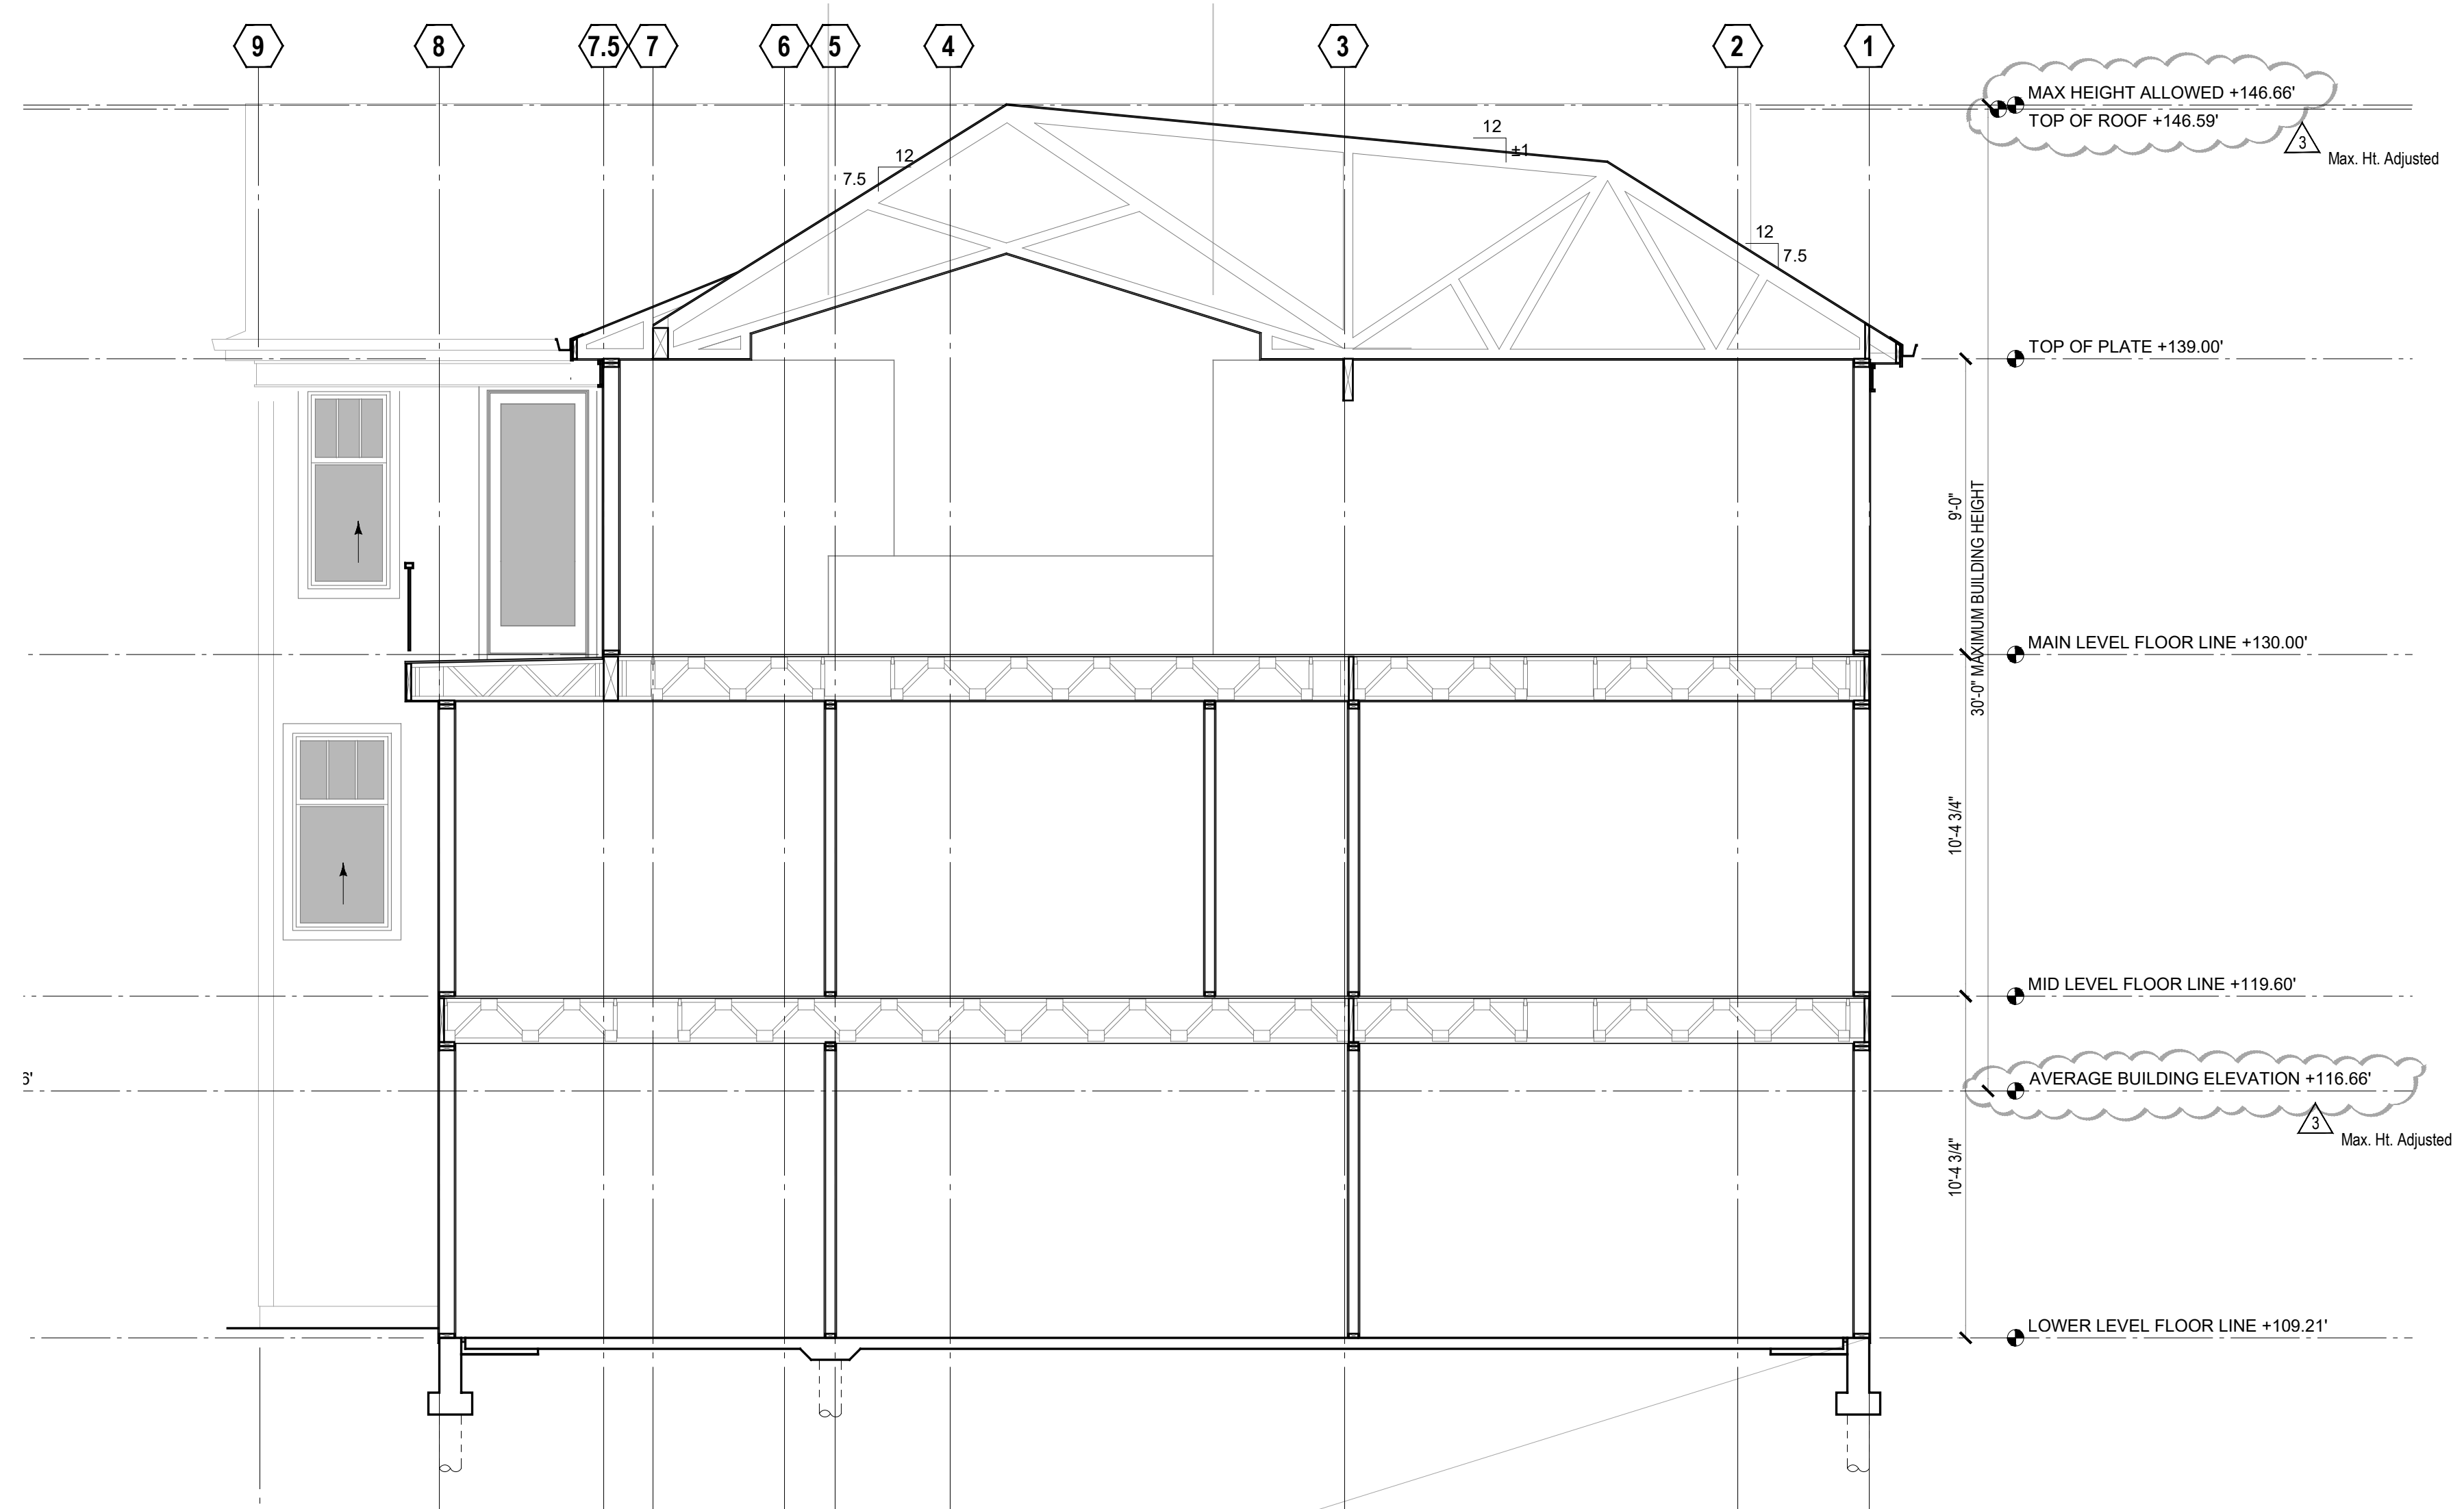 9
8
7.5
7
6
5
4
3
2
1
MAX HEIGHT ALLOWED +146.66'
TOP OF ROOF +146.59'
3
Max. Ht. Adjusted
12
±1
12
7.5
12
7.5
TOP OF PLATE +139.00'
9'-0"
30'-0" MAXIMUM BUILDING HEIGHT
MAIN LEVEL FLOOR LINE +130.00'
10'-4 3/4"
MID LEVEL FLOOR LINE +119.60'
6'
AVERAGE BUILDING ELEVATION +116.66'
3
Max. Ht. Adjusted
10'-4 3/4"
LOWER LEVEL FLOOR LINE +109.21'